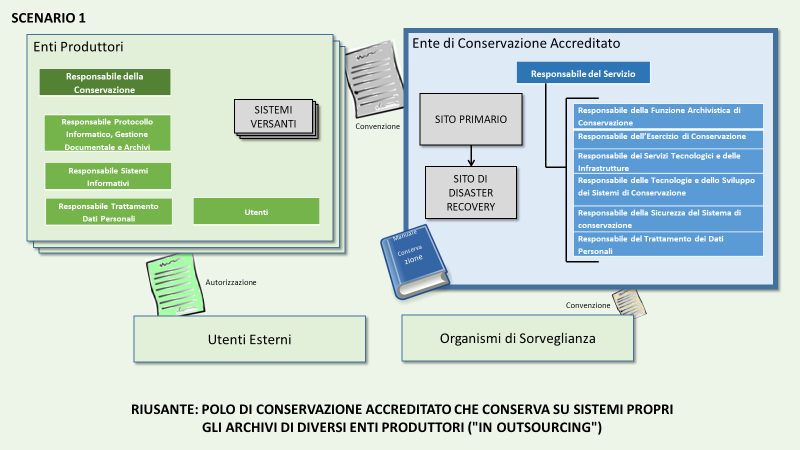 SCENARIO 1
Enti Produttori
Responsabile della
Conservazione
Responsabile Protocollo
Informatico, Gestione
Documentale e Archivi
Responsabile Sistemi
Informativi
Responsabile Trattamento
Dati Personali
SISTEMI
VERSANTI
Utenti
Convenzione
Ente di Conservazione Accreditato
Responsabile del Servizio
SITO PRIMARIO
SITO DI
DISASTER
RECOVERY
Responsabile della Funzione Archivistica di
Conservazione
Responsabile dell'Esercizio di Conservazione
Responsabile dei Servizi Tecnologici e delle
Infrastrutture
Responsabile delle Tecnologie e dello Sviluppo
dei Sistemi di Conservazione
Responsabile della Sicurezza del Sistema di
conservazione
Responsabile del Trattamento dei Dati
Personali
Manuale
Conserva
zione
Autorizzazione
Convenzione
Utenti Esterni
Organismi di Sorveglianza
RIUSANTE: POLO DI CONSERVAZIONE ACCREDITATO CHE CONSERVA SU SISTEMI PROPRI
GLI ARCHIVI DI DIVERSI ENTI PRODUTTORI ("IN OUTSOURCING")